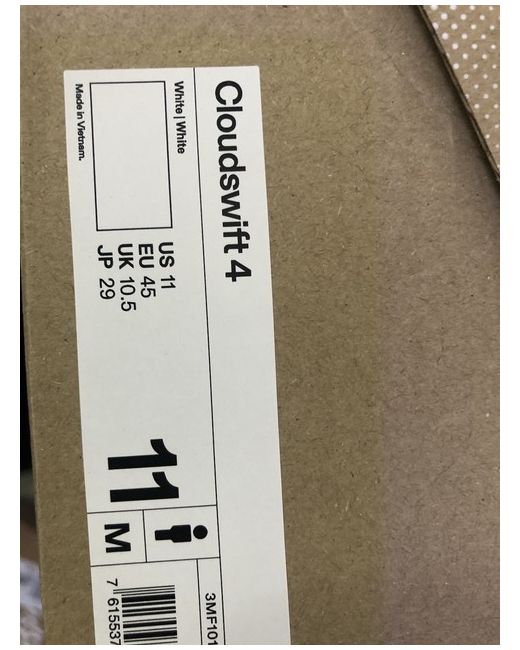 Cloudswift 4
White | White
Made in Vietnam.
US 11
EU 45
UK 10.5
JP 29
11
M
3MF101
7 615537